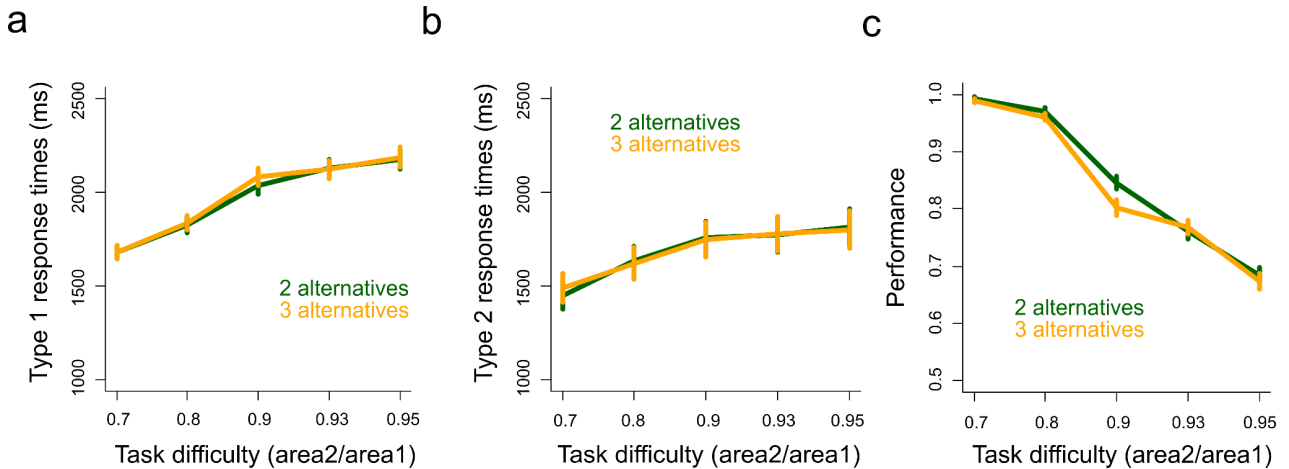 a
Type 1 response times (ms)
2500
2000
1500
1000
2 alternatives
3 alternatives
0.7 0.8 0.9 0.93 0.95
Task difficulty (area2/area1)
b
Type 2 response times (ms)
2500
2000
1500
1000
2 alternatives
3 alternatives
0.7 0.8 0.9 0.93 0.95
Task difficulty (area2/area1)
c
Performance
1.0
0.9
0.8
0.7
0.6
0.5
2 alternatives
3 alternatives
0.7 0.8 0.9 0.93 0.95
Task difficulty (area2/area1)